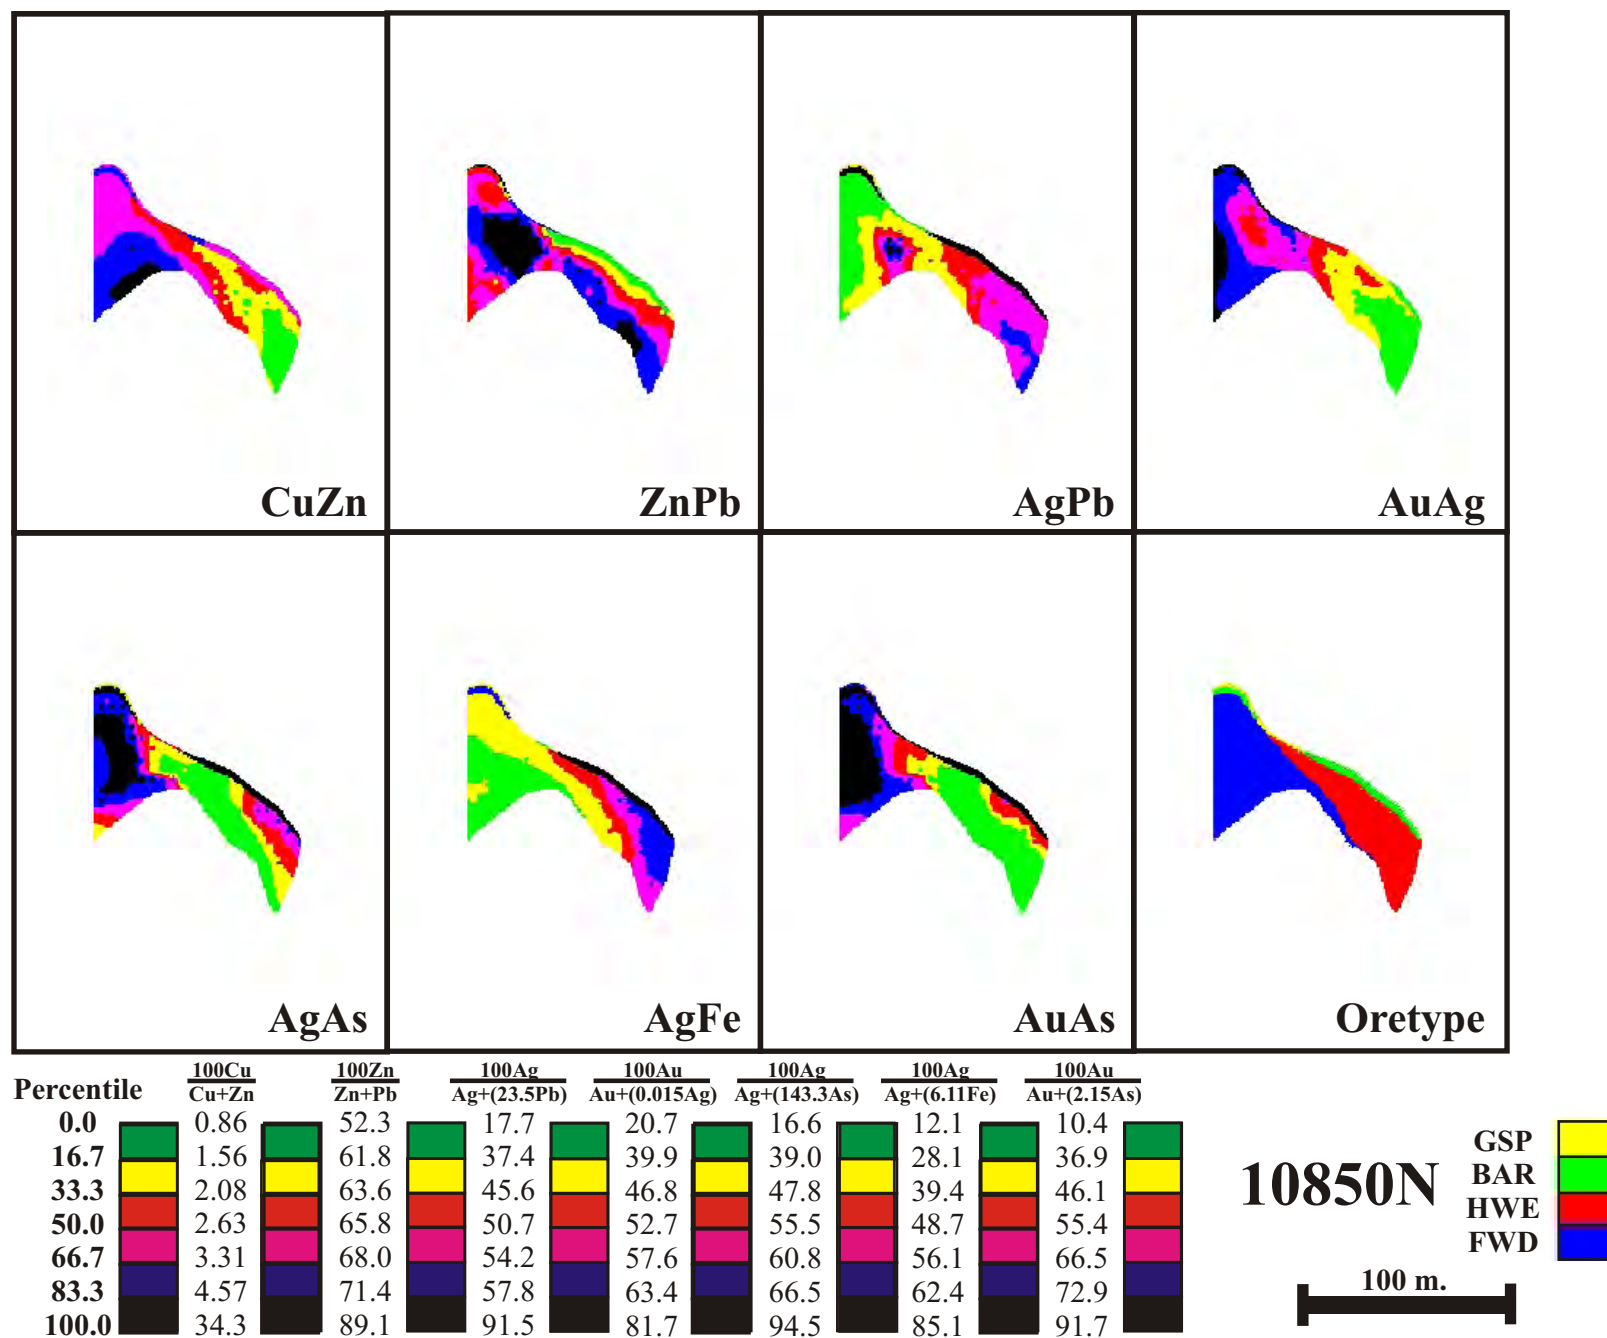 CuZn ZnPb AgPb AuAg
AgAs AgFe AuAs Oretype
Percentile 100Cu 100Zn 100Ag 100Au 100Ag 100Ag 100Au
Cu+Zn Zn+Pb Ag+(23.5Pb) Au+(0.015Ag) Ag+(143.3As) Ag+(6.11Fe) Au+(2.15As)
0.0 0.86 52.3 17.7 20.7 16.6 12.1 10.4
16.7 1.56 61.8 37.4 39.9 39.0 28.1 36.9
33.3 2.08 63.6 45.6 46.8 47.8 39.4 46.1
50.0 2.63 65.8 50.7 52.7 55.5 48.7 55.4
66.7 3.31 68.0 54.2 57.6 60.8 56.1 66.5
83.3 4.57 71.4 57.8 63.4 66.5 62.4 72.9
100.0 34.3 89.1 91.5 81.7 94.5 85.1 91.7
10850N
GSP
BAR
HWE
FWD
100 m.